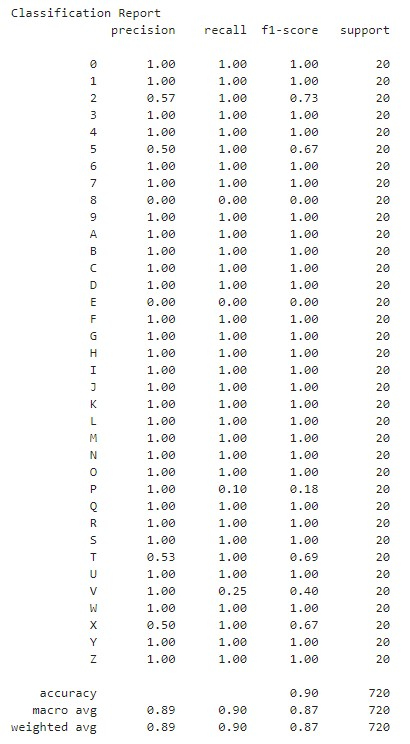 Classification Report
precision recall f1-score support
0 1.00 1.00 1.00 20
1 1.00 1.00 1.00 20
2 0.57 1.00 0.73 20
3 1.00 1.00 1.00 20
4 1.00 1.00 1.00 20
5 0.50 1.00 0.67 20
6 1.00 1.00 1.00 20
7 1.00 1.00 1.00 20
8 0.00 0.00 0.00 20
9 1.00 1.00 1.00 20
A 1.00 1.00 1.00 20
B 1.00 1.00 1.00 20
C 1.00 1.00 1.00 20
D 1.00 1.00 1.00 20
E 0.00 0.00 0.00 20
F 1.00 1.00 1.00 20
G 1.00 1.00 1.00 20
H 1.00 1.00 1.00 20
I 1.00 1.00 1.00 20
J 1.00 1.00 1.00 20
K 1.00 1.00 1.00 20
L 1.00 1.00 1.00 20
M 1.00 1.00 1.00 20
N 1.00 1.00 1.00 20
O 1.00 1.00 1.00 20
P 1.00 0.10 0.18 20
Q 1.00 1.00 1.00 20
R 1.00 1.00 1.00 20
S 1.00 1.00 1.00 20
T 0.53 1.00 0.69 20
U 1.00 1.00 1.00 20
V 1.00 0.25 0.40 20
W 1.00 1.00 1.00 20
X 0.50 1.00 0.67 20
Y 1.00 1.00 1.00 20
Z 1.00 1.00 1.00 20
accuracy 0.90 720
macro avg 0.89 0.90 0.87 720
weighted avg 0.89 0.90 0.87 720